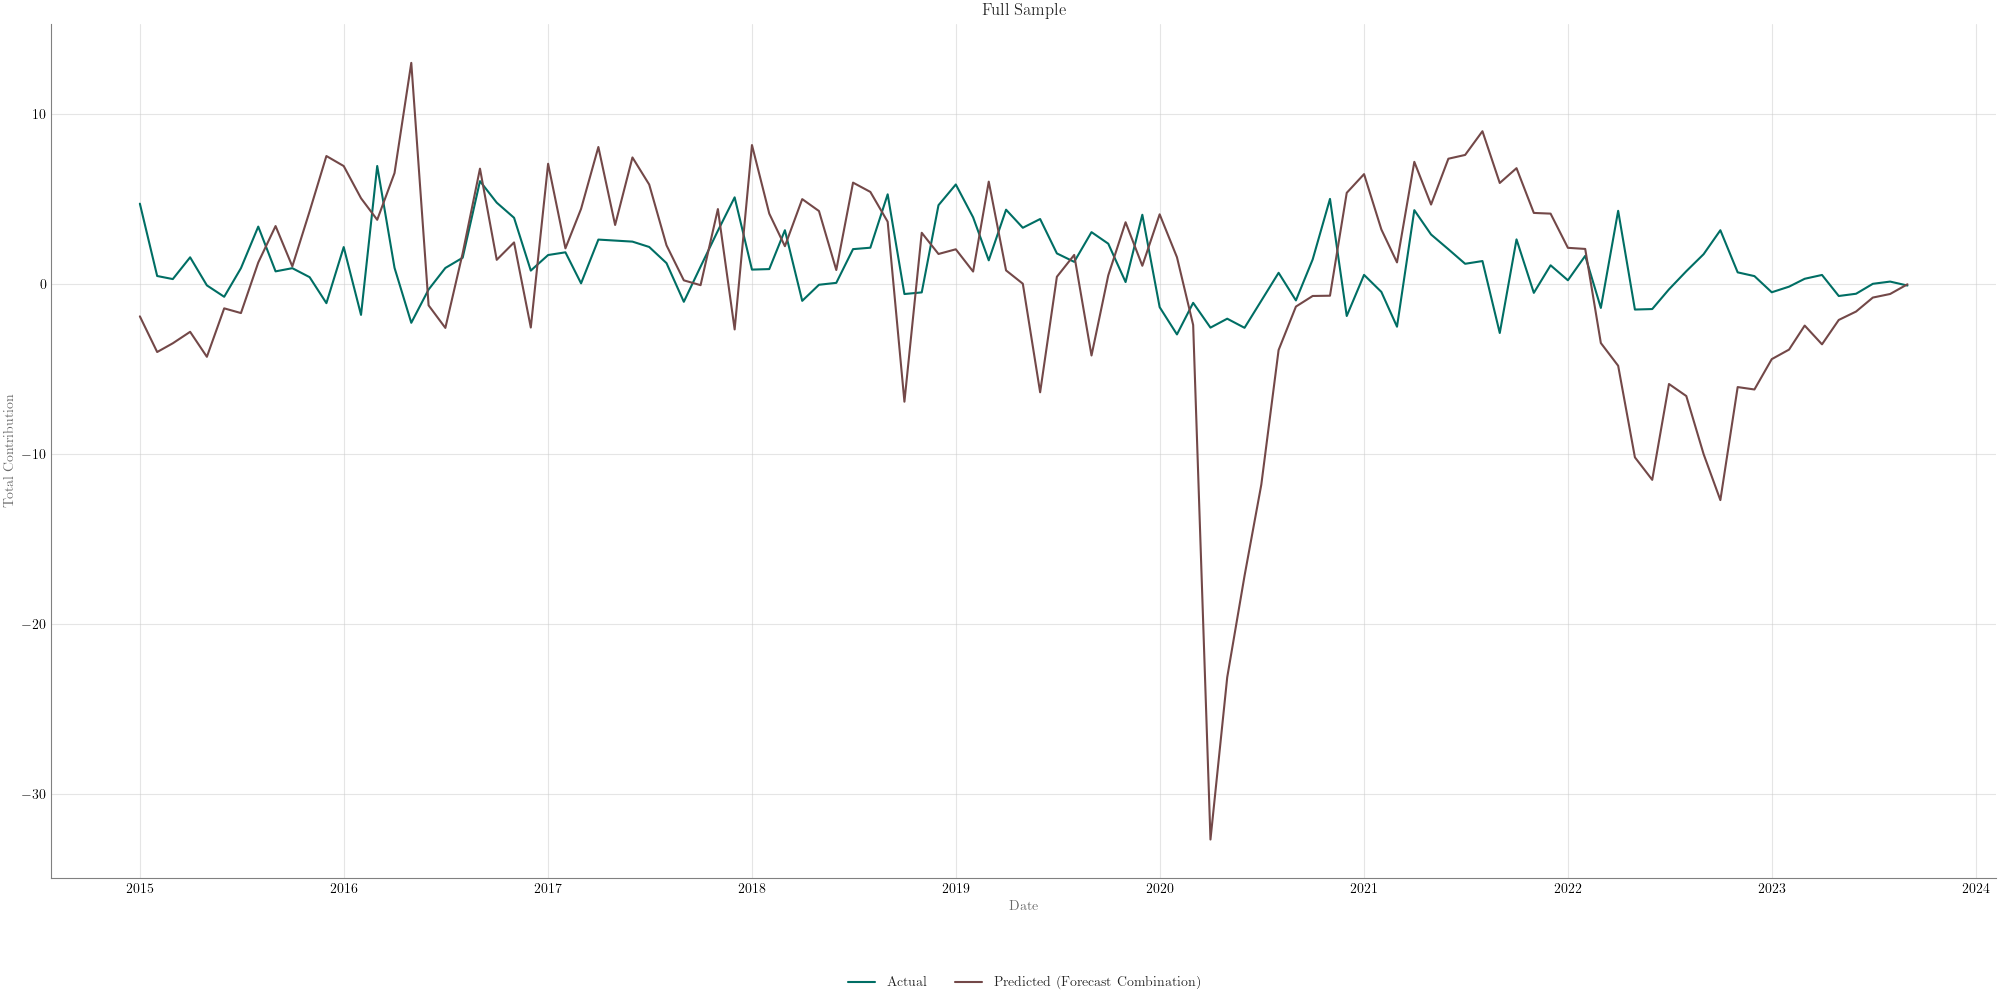 Full Sample
Total Contribution
10
0
−10
−20
−30
2015 2016 2017 2018 2019 2020 2021 2022 2023 2024
Date
Actual Predicted (Forecast Combination)